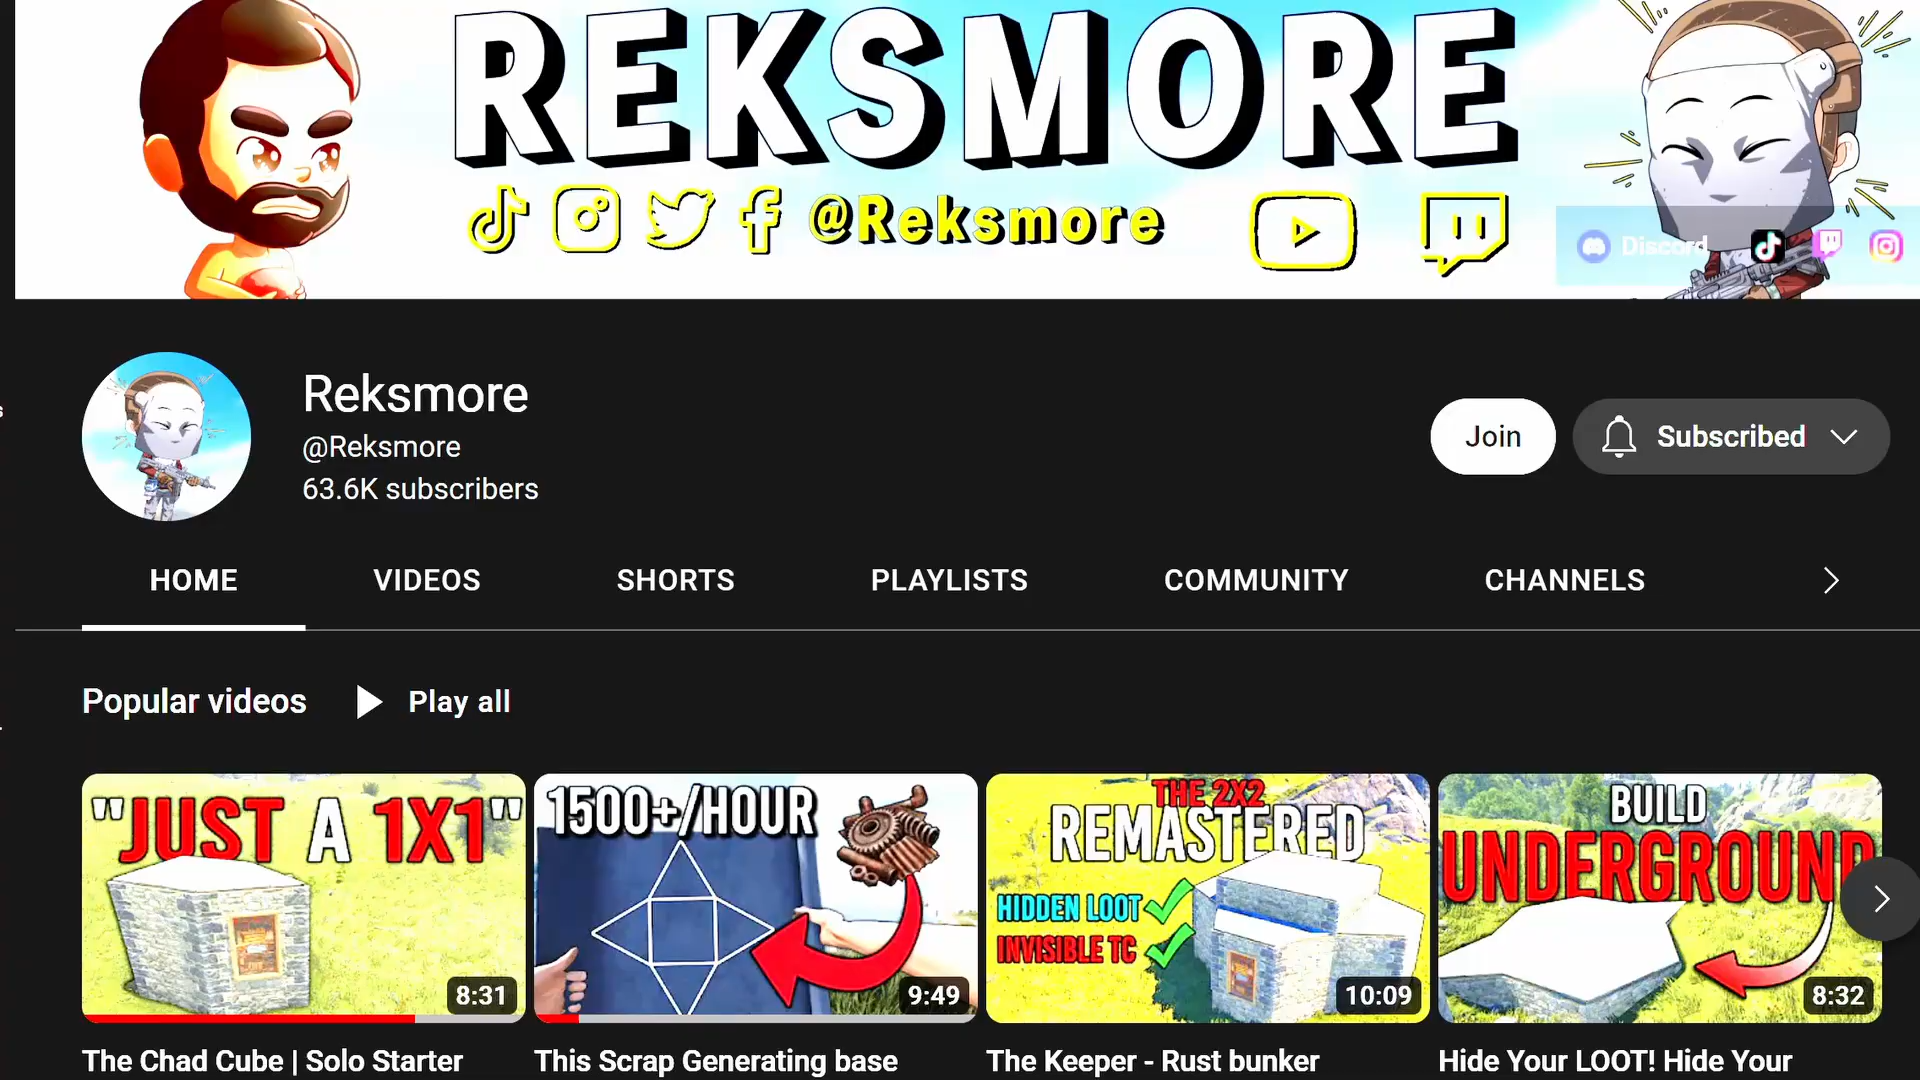 REKSMORE
@Reksmore
Discord
Reksmore
@Reksmore
63.6K subscribers
Join
Subscribed
HOME
VIDEOS
SHORTS
PLAYLISTS
COMMUNITY
CHANNELS
Popular videos
Play all
"JUST A 1X1"
8:31
1500+/HOUR
9:49
THE 2X2
REMASTERED
HIDDEN LOOT
INVISIBLE TC
10:09
BUILD
UNDERGROUND
8:32
The Chad Cube | Solo Starter
This Scrap Generating base
The Keeper - Rust bunker
Hide Your LOOT! Hide Your